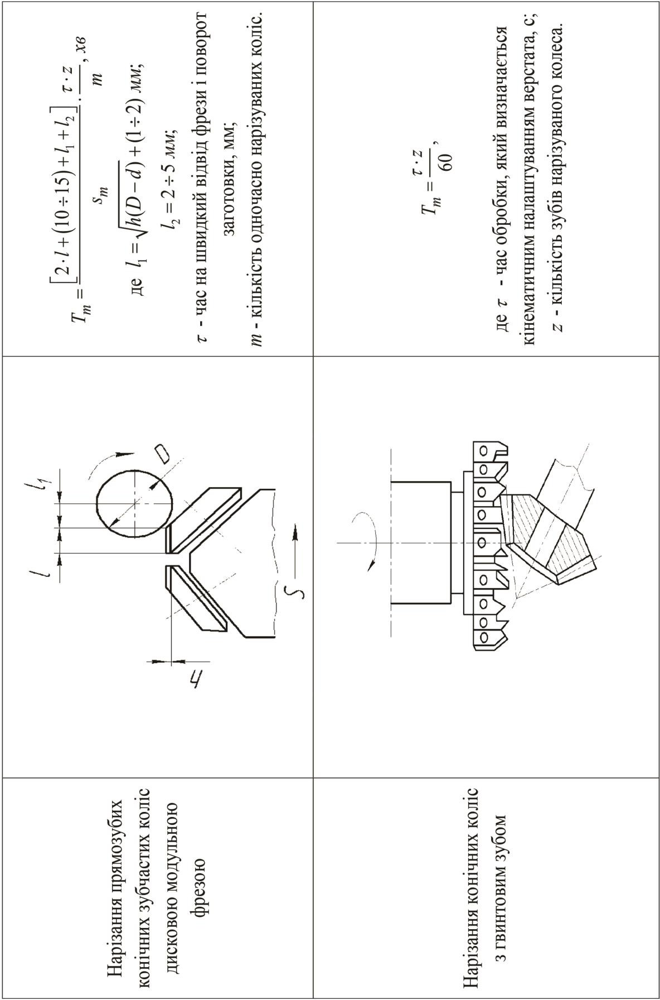 Нарізання прямозубих
конічних зубчастих коліс
дисковою модульною
фрезою
l
l₁
D
h
S
Tₘ = [2·l+(10÷15)+l₁+l₂] / sₘ · τ·z / m , хв
де l₁ = √h(D−d)+(1÷2) мм;
l₂ = 2÷5 мм;
τ - час на швидкий відвід фрези і поворот
заготовки, мм;
m - кількість одночасно нарізуваних коліс.
Нарізання конічних коліс
з гвинтовим зубом
Tₘ = τ·z / 60 ,
де τ - час обробки, який визначається
кінематичним налаштуванням верстата, с;
z - кількість зубів нарізуваного колеса.